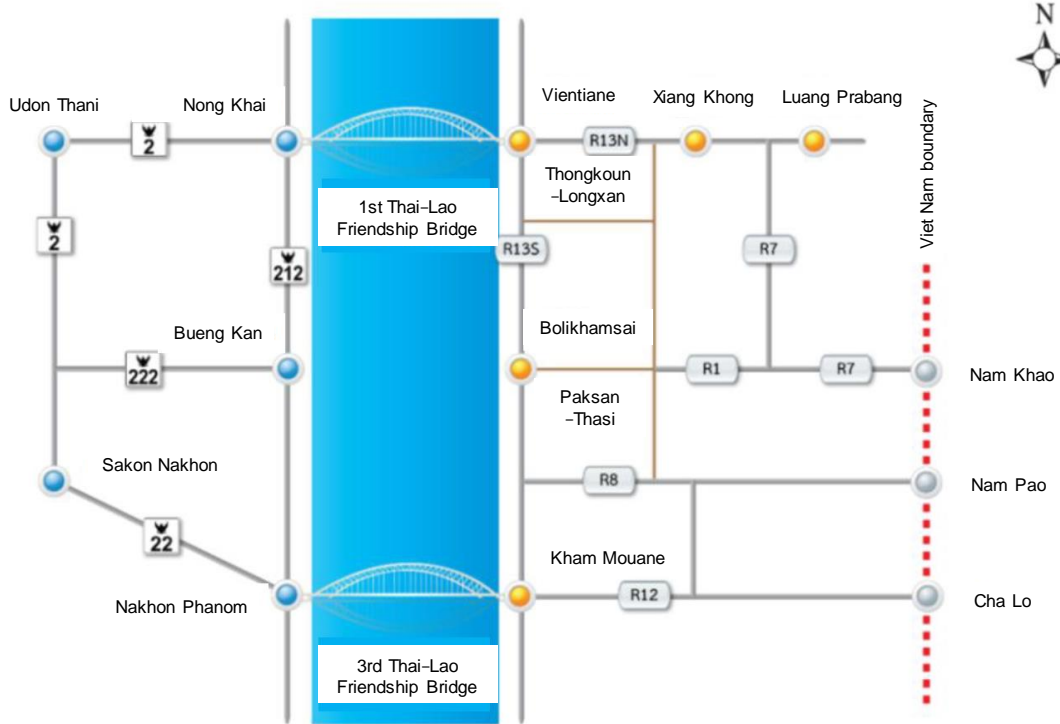 N
Udon Thani
Nong Khai
Vientiane
Xiang Khong
Luang Prabang
Viet Nam boundary
2
R13N
Thongkoun
–Longxan
1st Thai–Lao
Friendship Bridge
2
212
R13S
R7
Bueng Kan
Bolikhamsai
222
R1
R7
Nam Khao
Paksan
–Thasi
Sakon Nakhon
R8
Nam Pao
22
Kham Mouane
Nakhon Phanom
R12
Cha Lo
3rd Thai–Lao
Friendship Bridge